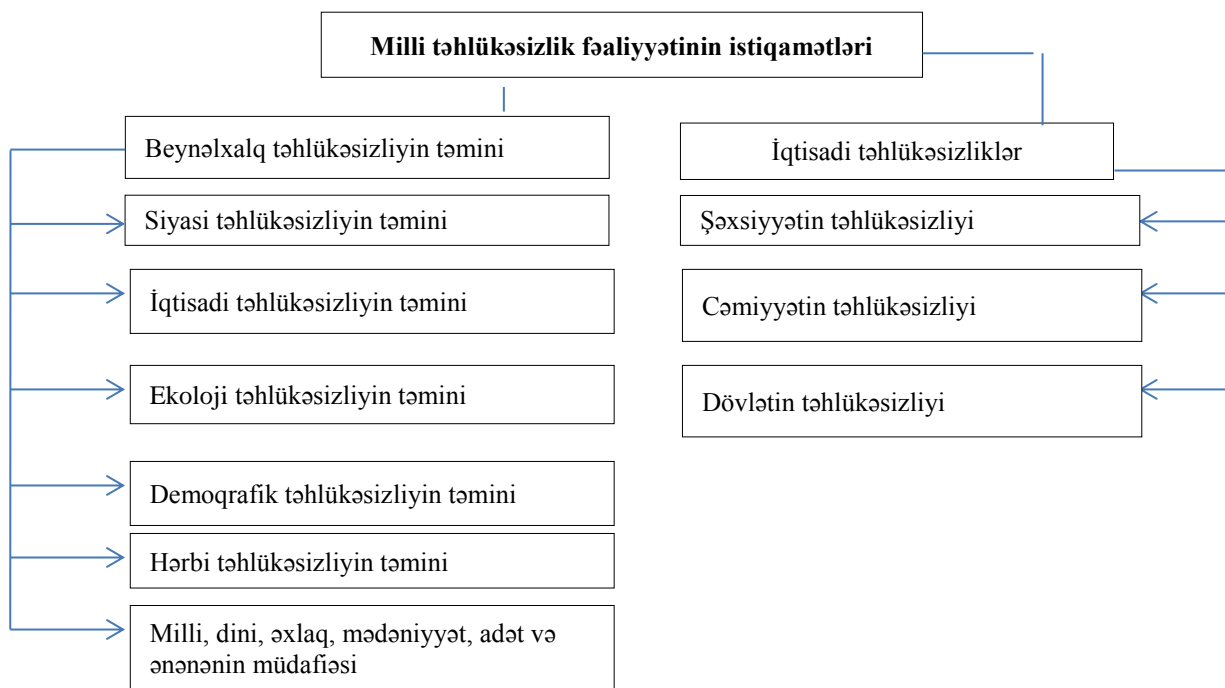 Milli təhlükəsizlik fəaliyyətinin istiqamətləri
Beynəlxalq təhlükəsizliyin təmini
Siyasi təhlükəsizliyin təmini
İqtisadi təhlükəsizliyin təmini
Ekoloji təhlükəsizliyin təmini
Demoqrafik təhlükəsizliyin təmini
Hərbi təhlükəsizliyin təmini
Milli, dini, əxlaq, mədəniyyət, adət və
ənənənin müdafiəsi
İqtisadi təhlükəsizliklər
Şəxsiyyətin təhlükəsizliyi
Cəmiyyətin təhlükəsizliyi
Dövlətin təhlükəsizliyi